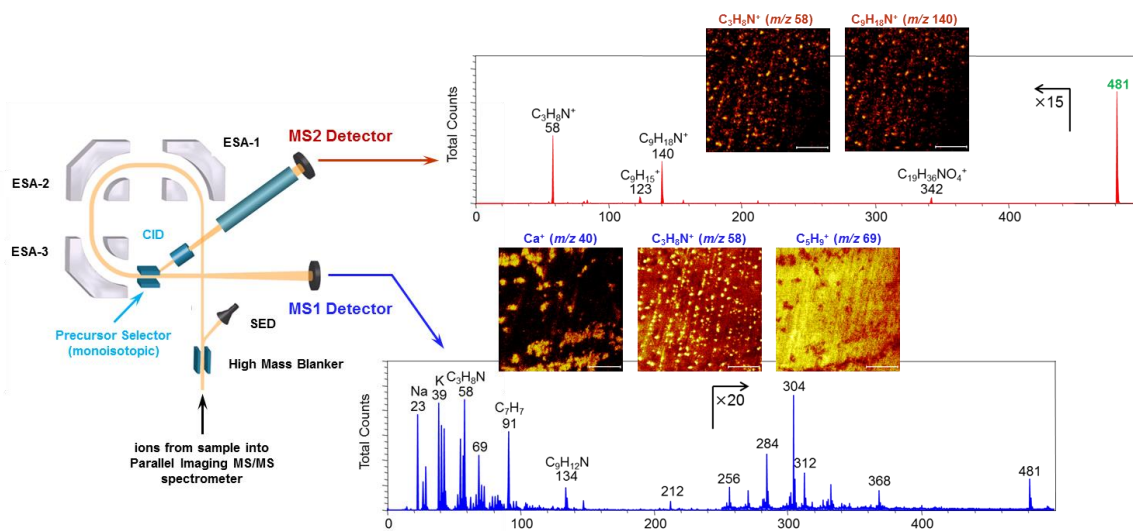 C₃H₈N⁺ (m/z 58)
C₉H₁₈N⁺ (m/z 140)
Total Counts
C₃H₈N⁺
58
C₉H₁₅⁺
123
C₉H₁₈N⁺
140
C₁₉H₃₆NO₄⁺
342
×15
481
0
100
200
300
400
ESA-1
ESA-2
ESA-3
MS2 Detector
CID
MS1 Detector
Precursor Selector
(monoisotopic)
SED
High Mass Blanker
ions from sample into
Parallel Imaging MS/MS
spectrometer
Ca⁺ (m/z 40)
C₃H₈N⁺ (m/z 58)
C₅H₉⁺ (m/z 69)
Total Counts
Na
23
K
39
C₃H₈N
58
69
C₇H₇
91
C₉H₁₂N
134
212
×20
256
284
304
312
368
481
0
100
200
300
400